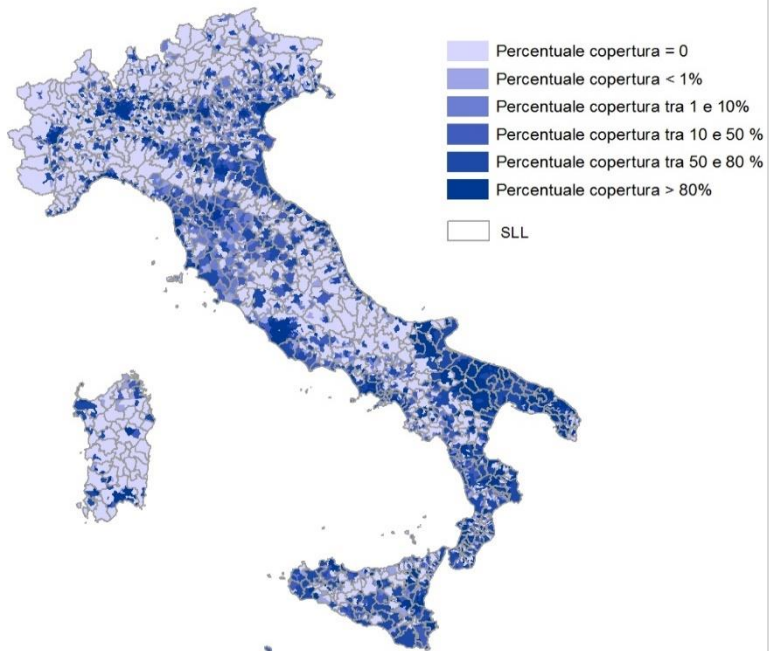 Percentuale copertura = 0
Percentuale copertura < 1%
Percentuale copertura tra 1 e 10%
Percentuale copertura tra 10 e 50 %
Percentuale copertura tra 50 e 80 %
Percentuale copertura > 80%
SLL